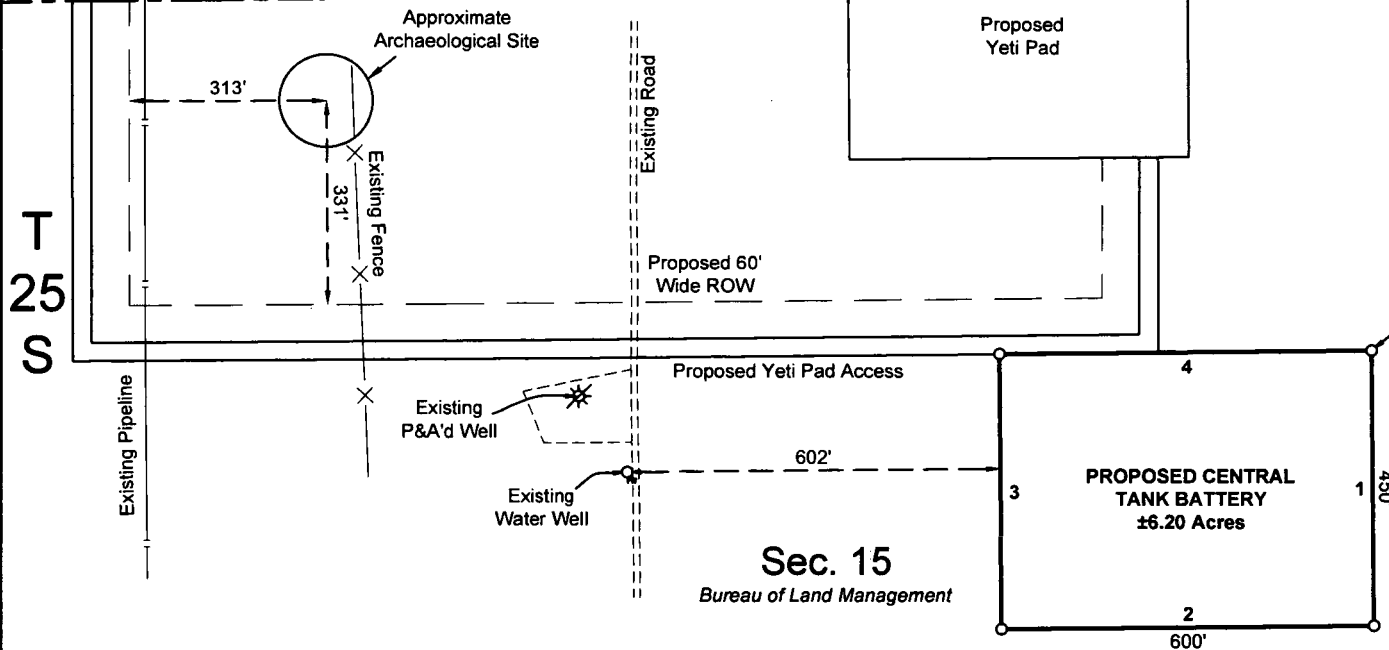 Approximate
Archaeological Site
Proposed
Yeti Pad
313'
331'
Existing Fence
Existing Road
T
25
S
Proposed 60'
Wide ROW
Existing Pipeline
Proposed Yeti Pad Access
Existing
P&A'd Well
602'
Existing
Water Well
4
3
PROPOSED CENTRAL
TANK BATTERY
±6.20 Acres
1
450'
Sec. 15
Bureau of Land Management
2
600'